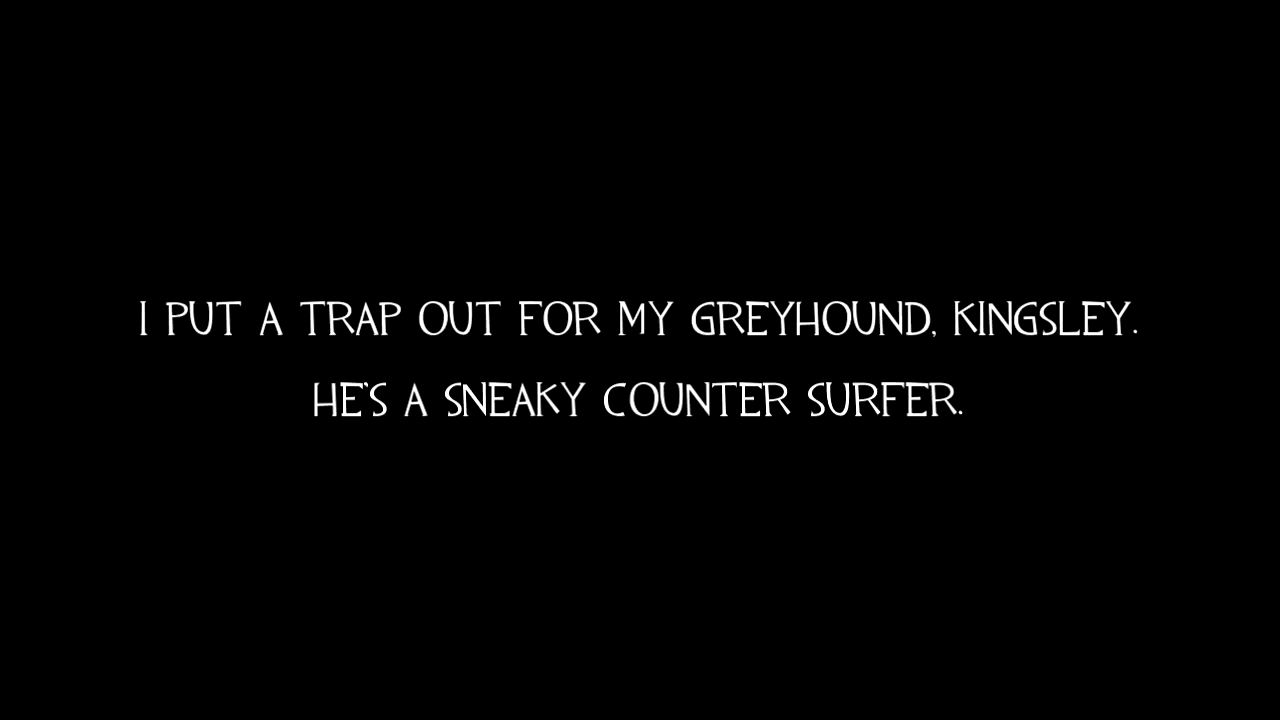 I PUT A TRAP OUT FOR MY GREYHOUND, KINGSLEY.
HE'S A SNEAKY COUNTER SURFER.